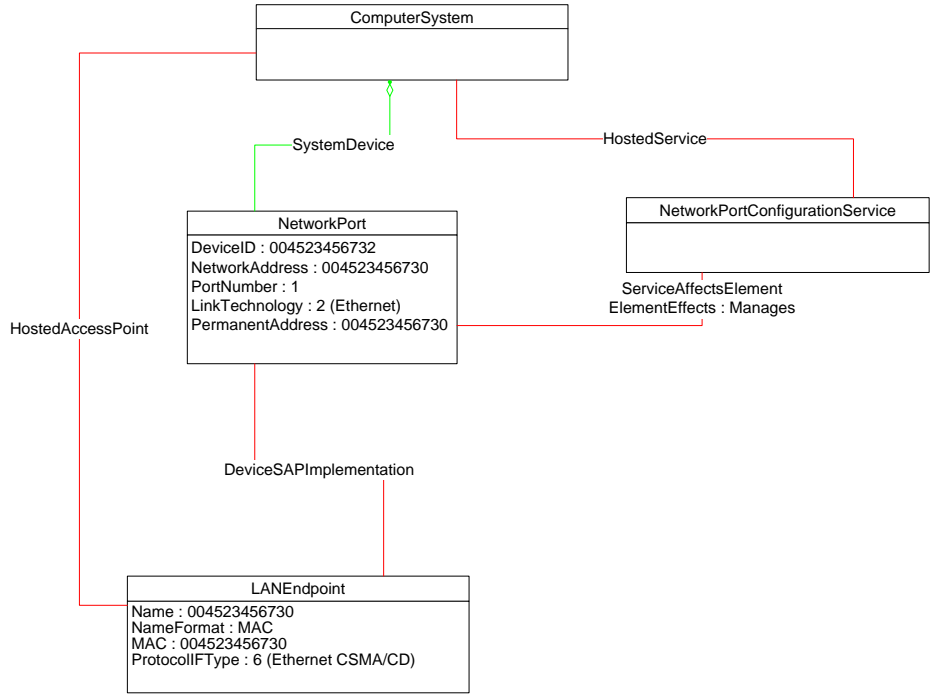 ComputerSystem
SystemDevice
HostedService
NetworkPortConfigurationService
NetworkPort
DeviceID : 004523456732
NetworkAddress : 004523456730
PortNumber : 1
LinkTechnology : 2 (Ethernet)
PermanentAddress : 004523456730
ServiceAffectsElement
ElementEffects : Manages
HostedAccessPoint
DeviceSAPImplementation
LANEndpoint
Name : 004523456730
NameFormat : MAC
MAC : 004523456730
ProtocolIFType : 6 (Ethernet CSMA/CD)